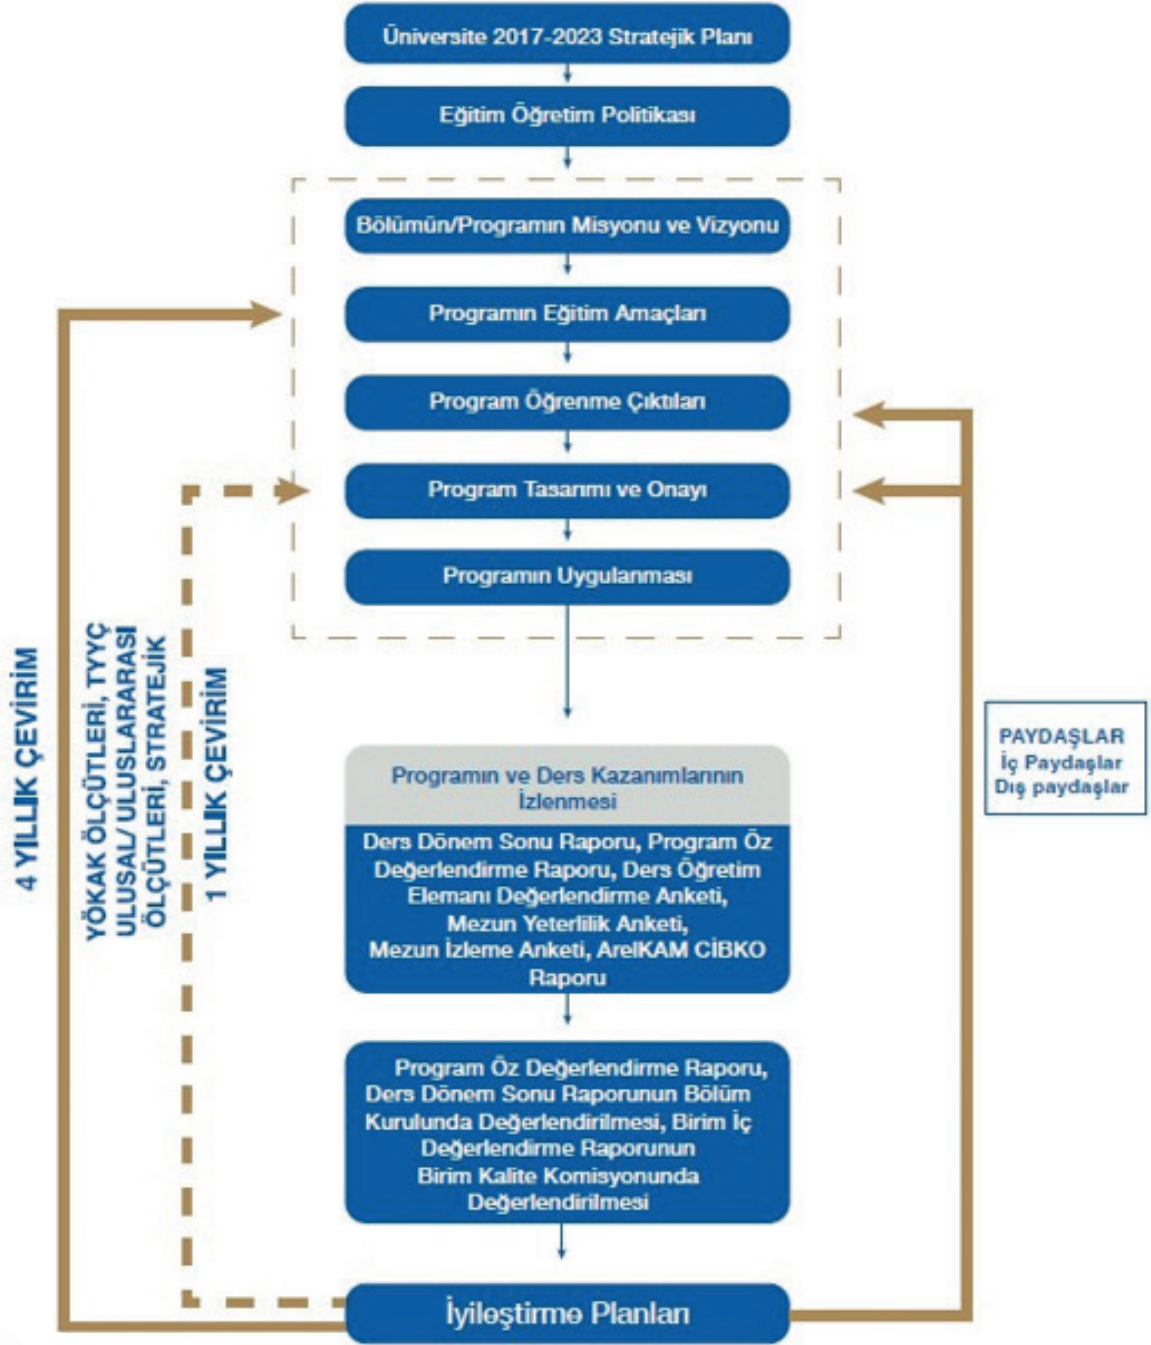 Üniversite 2017-2023 Stratejik Planı
Eğitim Öğretim Politikası
Bölümün/Programın Misyonu ve Vizyonu
Programın Eğitim Amaçları
Program Öğrenme Çıktıları
Program Tasarımı ve Onayı
Programın Uygulanması
4 YILLIK ÇEVİRİM
YÖKAK ÖLÇÜTLERİ, TYYÇ
ULUSAL/ ULUSLARARASI
ÖLÇÜTLERİ, STRATEJİK
1 YILLIK ÇEVİRİM
PAYDAŞLAR
İç Paydaşlar
Dış paydaşlar
Programın ve Ders Kazanımlarının
İzlenmesi
Ders Dönem Sonu Raporu, Program Öz
Değerlendirme Raporu, Ders Öğretim
Elemanı Değerlendirme Anketi,
Mezun Yeterlilik Anketi,
Mezun İzleme Anketi, ArelKAM CİBKO
Raporu
Program Öz Değerlendirme Raporu,
Ders Dönem Sonu Raporunun Bölüm
Kurulunda Değerlendirilmesi, Birim İç
Değerlendirme Raporunun
Birim Kalite Komisyonunda
Değerlendirilmesi
İyileştirme Planları